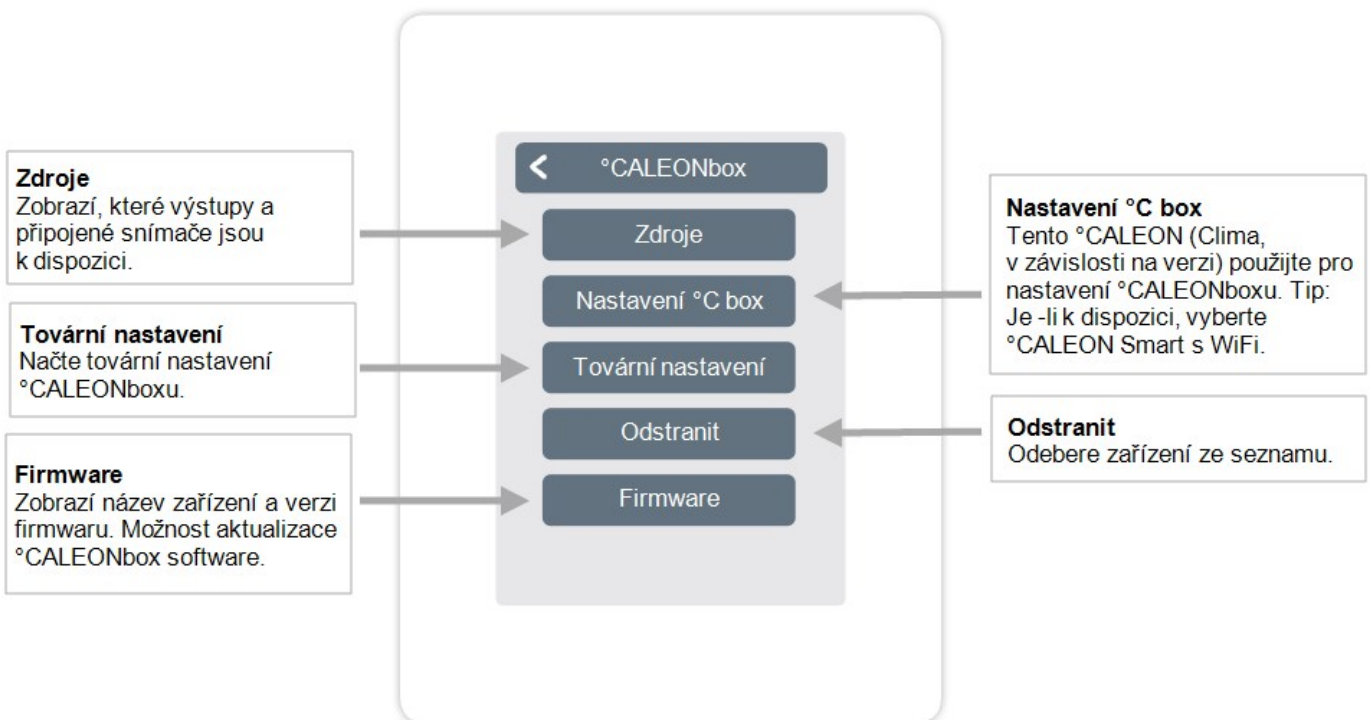 Zdroje
Zobrazí, které výstupy a
připojené snímače jsou
k dispozici.
Tovární nastavení
Načte tovární nastavení
°CALEONboxu.
Firmware
Zobrazí název zařízení a verzi
firmwaru. Možnost aktualizace
°CALEONbox software.
°CALEONbox
Zdroje
Nastavení °C box
Tovární nastavení
Odstranit
Firmware
Nastavení °C box
Tento °CALEON (Clima,
v závislosti na verzi) použijte pro
nastavení °CALEONboxu. Tip:
Je -li k dispozici, vyberte
°CALEON Smart s WiFi.
Odstranit
Odebere zařízení ze seznamu.